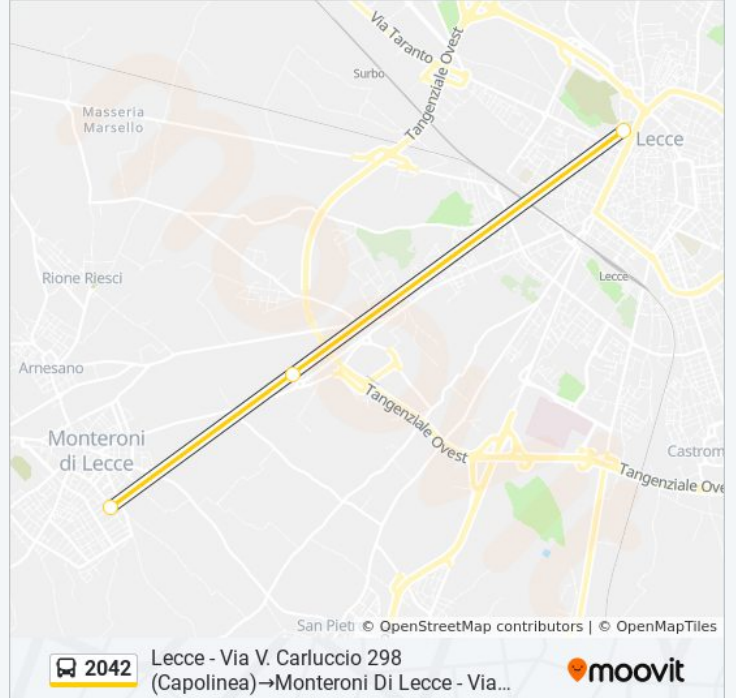 Via Taranto
Tangenziale Ovest
Surbo
Masseria
Marsello
Lecce
Rione Riesci
Lecce
Arnesano
Tangenziale Ovest
Monteroni
di Lecce
Castrom
Tangenziale Ove
San Pieti
© OpenStreetMap contributors | © OpenMapTiles
2042
Lecce - Via V. Carluccio 298
(Capolinea)→Monteroni Di Lecce - Via...
moovit